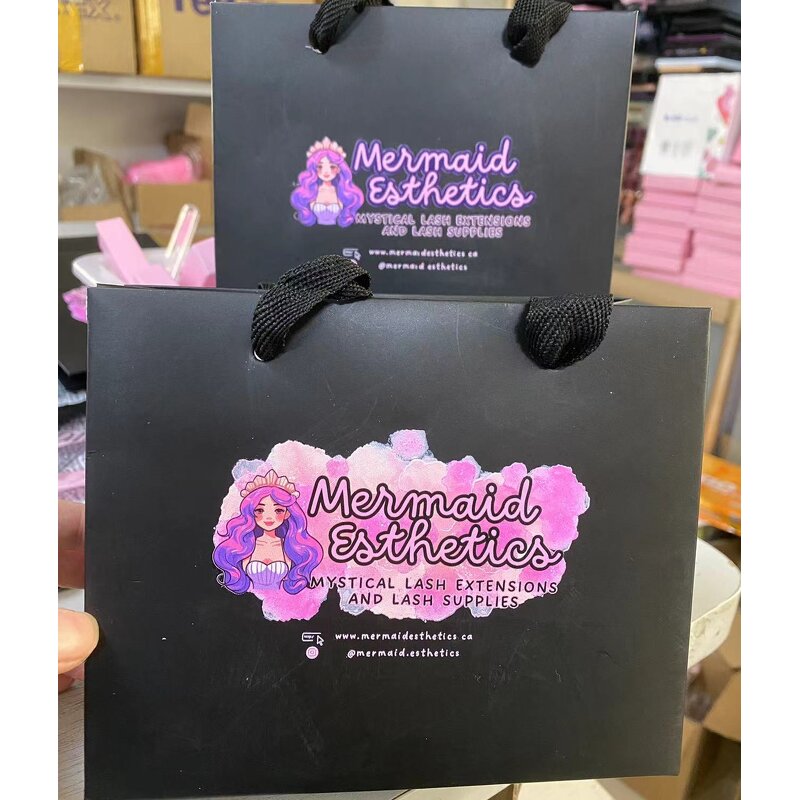 Mermaid
Esthetics
MYSTICAL LASH EXTENSIONS
AND LASH SUPPLIES
www.mermaidesthetics.ca
@mermaid.esthetics
Mermaid
Esthetics
MYSTICAL LASH EXTENSIONS
AND LASH SUPPLIES
www.mermaidesthetics.ca
@mermaid.esthetics